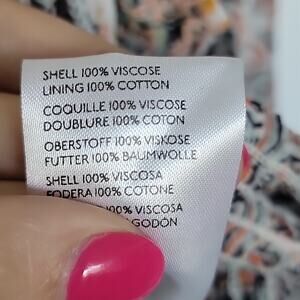 SHELL 100% VISCOSE
LINING 100% COTTON
COQUILLE 100% VISCOSE
DOUBLURE 100% COTON
OBERSTOFF 100% VISKOSE
FUTTER 100% BAUMWOLLE
SHELL 100% VISCOSA
FODERA 100% COTONE
100% VISCOSA